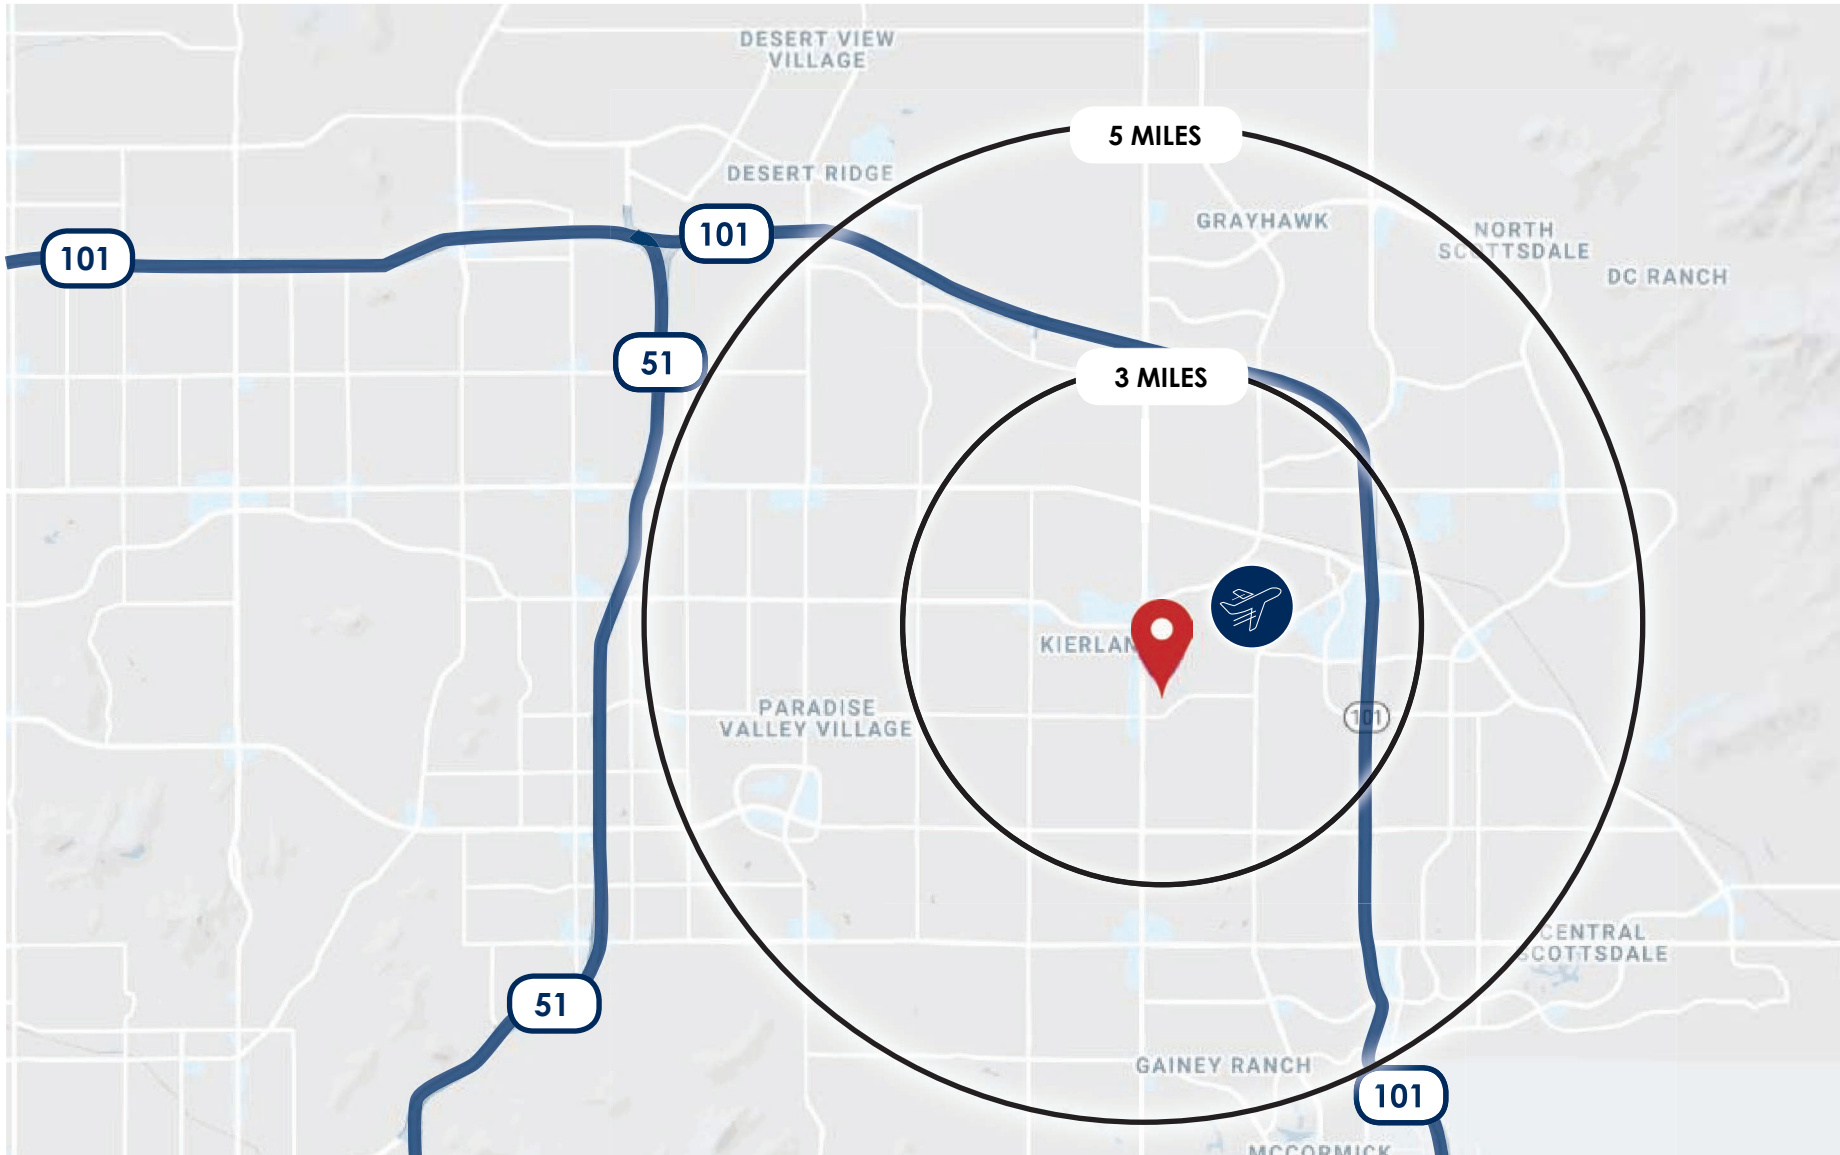 DESERT VIEW
VILLAGE
5 MILES
DESERT RIDGE
GRAYHAWK
NORTH
SCOTTSDALE
101
101
DC RANCH
51
3 MILES
KIERLAN
PARADISE
VALLEY VILLAGE
101
CENTRAL
SCOTTSDALE
51
GAINEY RANCH
101
MCCORMICK